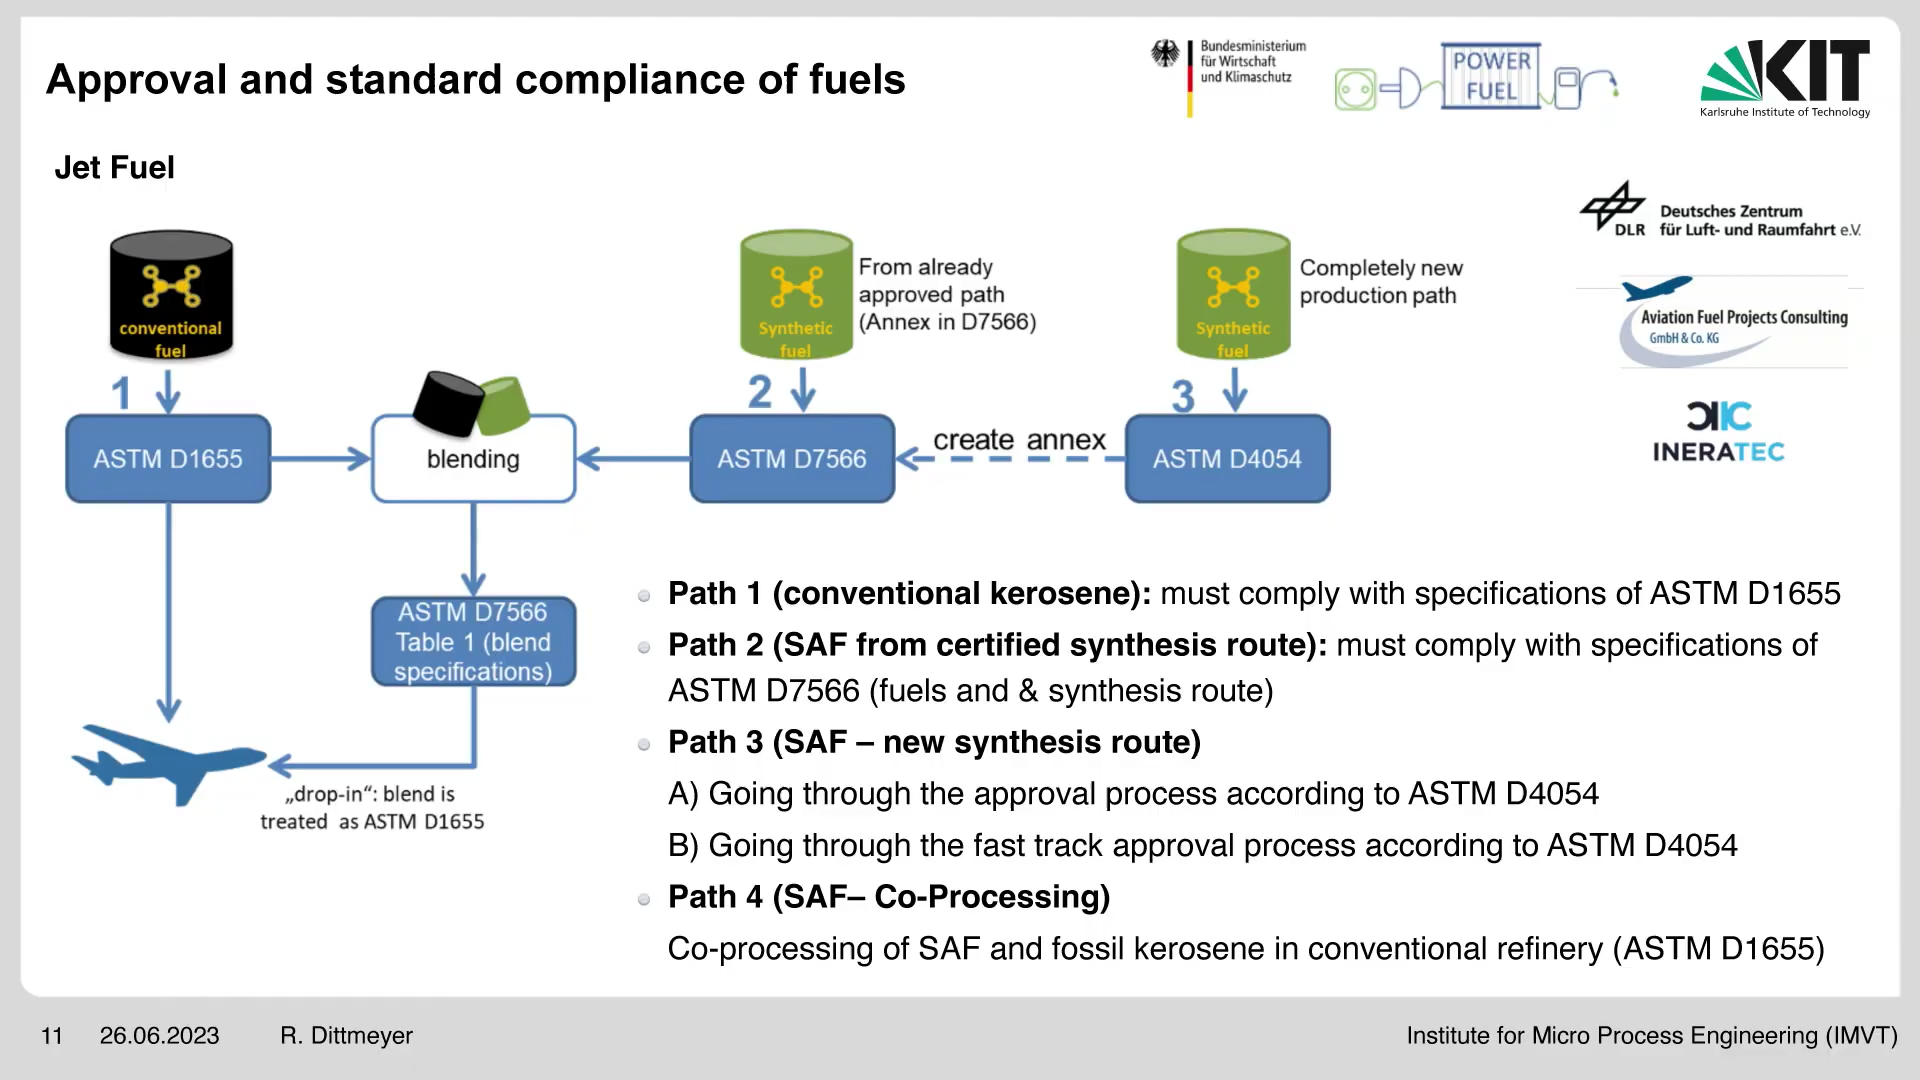 Approval and standard compliance of fuels
Bundesministerium
für Wirtschaft
und Klimaschutz
POWER
FUEL
KIT
Karlsruhe Institute of Technology
Jet Fuel
DLR
Deutsches Zentrum
für Luft- und Raumfahrt e.V.
Aviation Fuel Projects Consulting
GmbH & Co. KG
INERATEC
conventional
fuel
Synthetic
fuel
From already
approved path
(Annex in D7566)
Synthetic
fuel
Completely new
production path
1
2
3
ASTM D1655
blending
ASTM D7566
create annex
ASTM D4054
ASTM D7566
Table 1 (blend
specifications)
„drop-in“: blend is
treated as ASTM D1655
Path 1 (conventional kerosene): must comply with specifications of ASTM D1655
Path 2 (SAF from certified synthesis route): must comply with specifications of
ASTM D7566 (fuels and & synthesis route)
Path 3 (SAF – new synthesis route)
A) Going through the approval process according to ASTM D4054
B) Going through the fast track approval process according to ASTM D4054
Path 4 (SAF– Co-Processing)
Co-processing of SAF and fossil kerosene in conventional refinery (ASTM D1655)
11 26.06.2023 R. Dittmeyer
Institute for Micro Process Engineering (IMVT)